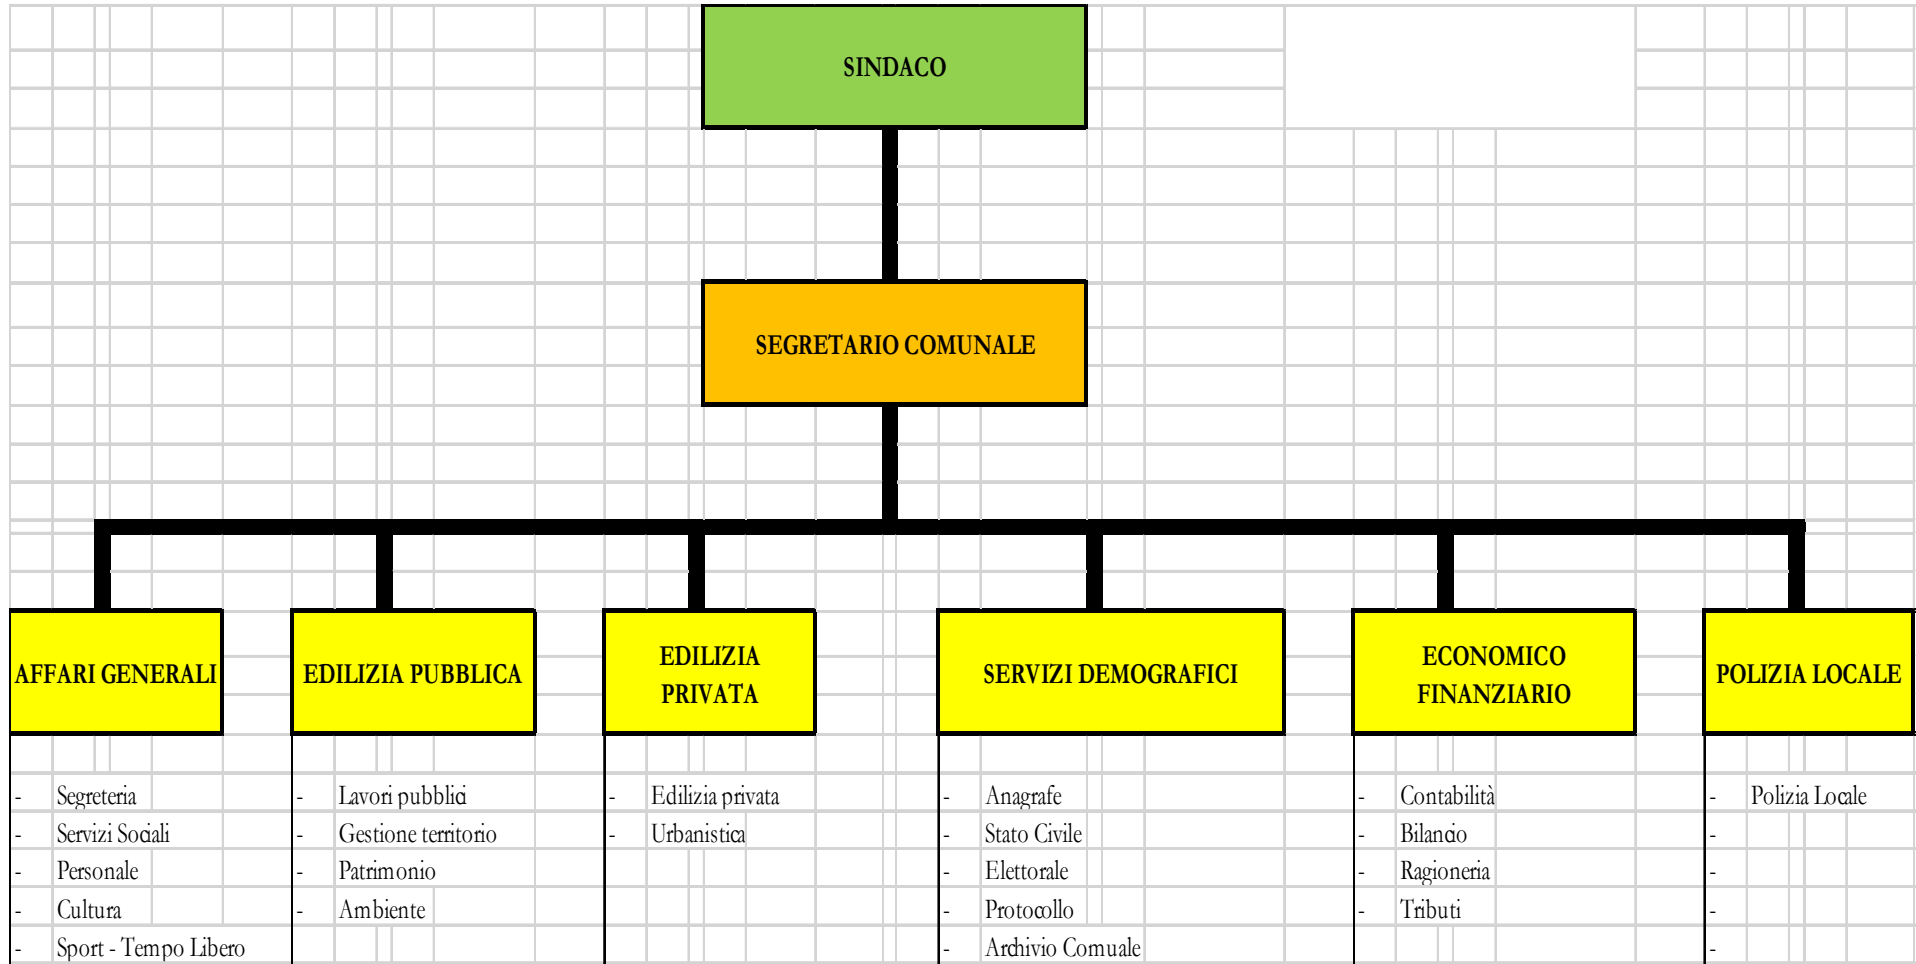 SINDACO
SEGRETARIO COMUNALE
AFFARI GENERALI
EDILIZIA PUBBLICA
EDILIZIA
PRIVATA
SERVIZI DEMOGRAFICI
ECONOMICO
FINANZIARIO
POLIZIA LOCALE
- Segreteria
- Servizi Sociali
- Personale
- Cultura
- Sport - Tempo Libero
- Lavori pubblici
- Gestione territorio
- Patrimonio
- Ambiente
- Edilizia privata
- Urbanistica
- Anagrafe
- Stato Civile
- Elettorale
- Protocollo
- Archivio Comuale
- Contabilità
- Bilancio
- Ragioneria
- Tributi
- Polizia Locale
-
-
-
-